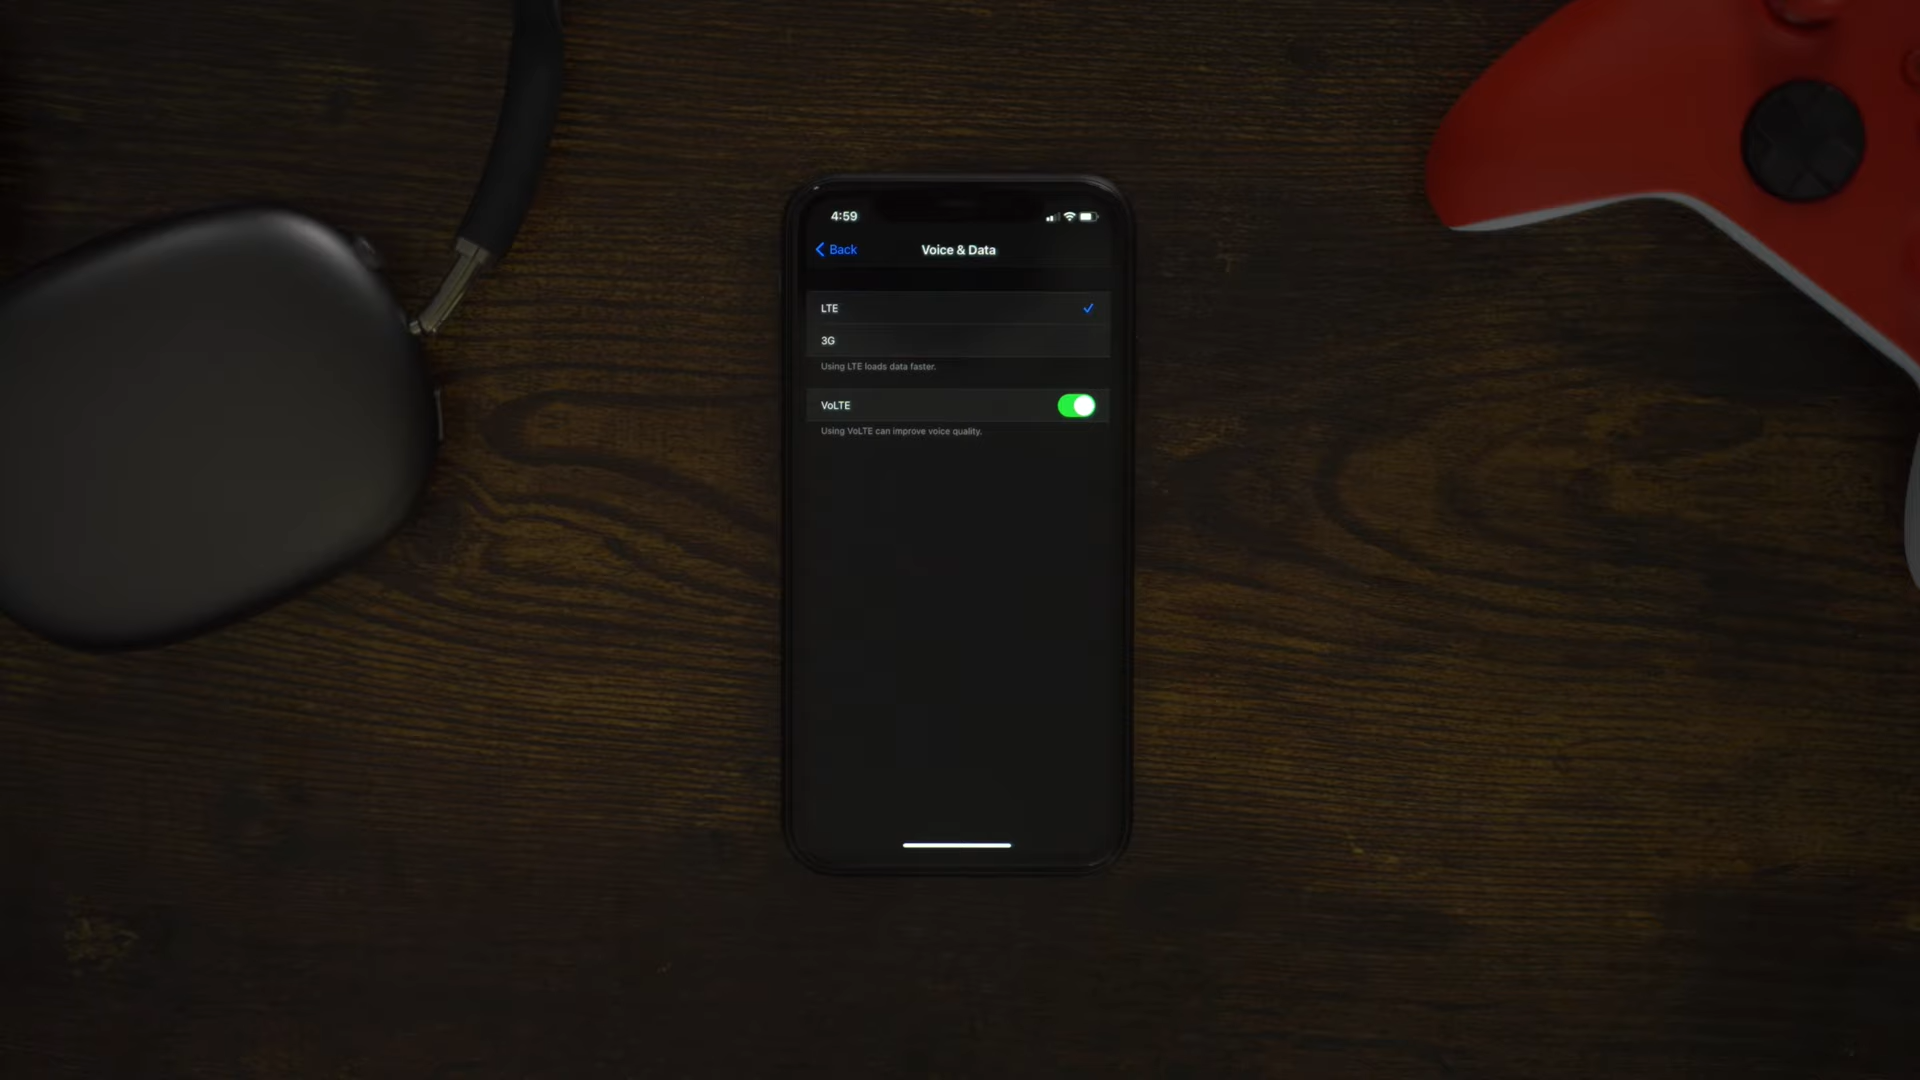 4:59
Back
Voice & Data
LTE
3G
Using LTE loads data faster.
VoLTE
Using VoLTE can improve voice quality.